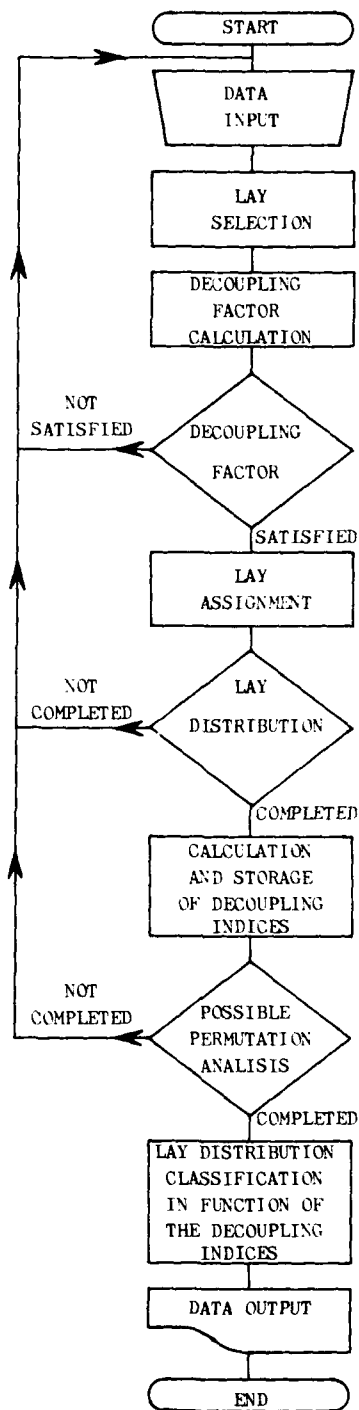 START
DATA
INPUT
LAY
SELECTION
DECOUPLING
FACTOR
CALCULATION
NOT
SATISFIED
DECOUPLING
FACTOR
SATISFIED
LAY
ASSIGNMENT
NOT
COMPLETED
LAY
DISTRIBUTION
COMPLETED
CALCULATION
AND STORAGE
OF DECOUPLING
INDICES
NOT
COMPLETED
POSSIBLE
PERMUTATION
ANALISIS
COMPLETED
LAY DISTRIBUTION
CLASSIFICATION
IN FUNCTION OF
THE DECOUPLING
INDICES
DATA OUTPUT
END